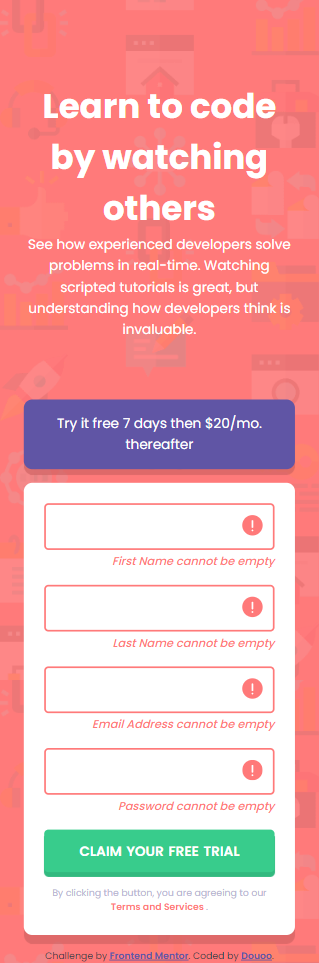 Learn to code
by watching
others
See how experienced developers solve
problems in real-time. Watching
scripted tutorials is great, but
understanding how developers think is
invaluable.
Try it free 7 days then $20/mo.
thereafter
!
First Name cannot be empty
!
Last Name cannot be empty
!
Email Address cannot be empty
!
Password cannot be empty
CLAIM YOUR FREE TRIAL
By clicking the button, you are agreeing to our
Terms and Services .
Challenge by Frontend Mentor. Coded by Douoo.